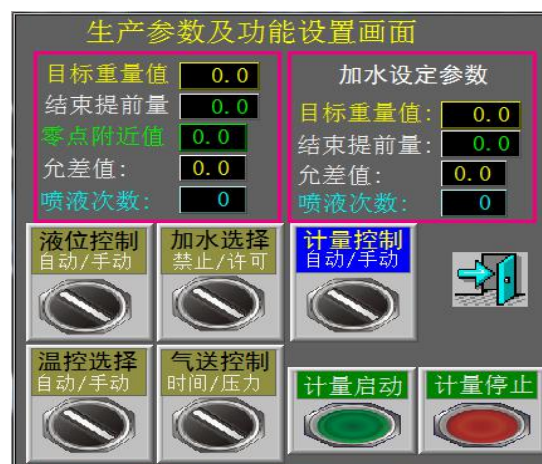 生产参数及功能设置画面
目标重量值 0.0
结束提前量 0.0
零点附近值 0.0
允差值: 0.0
喷液次数: 0
加水设定参数
目标重量值: 0.0
结束提前量: 0.0
允差值: 0.0
喷液次数: 0
液位控制
自动/手动
加水选择
禁止/许可
计量控制
自动/手动
温控选择
自动/手动
气送控制
时间/压力
计量启动
计量停止